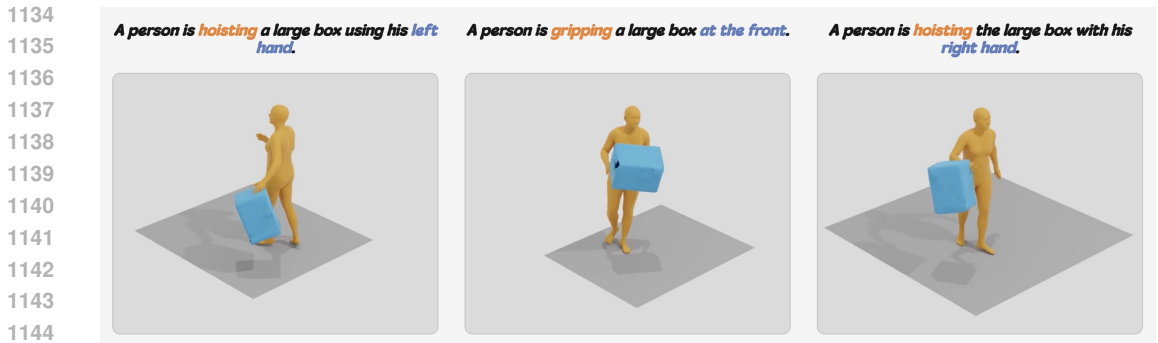 1134
1135
1136
1137
1138
1139
1140
1141
1142
1143
1144
A person is hoisting a large box using his left
hand.
A person is gripping a large box at the front.
A person is hoisting the large box with his
right hand.